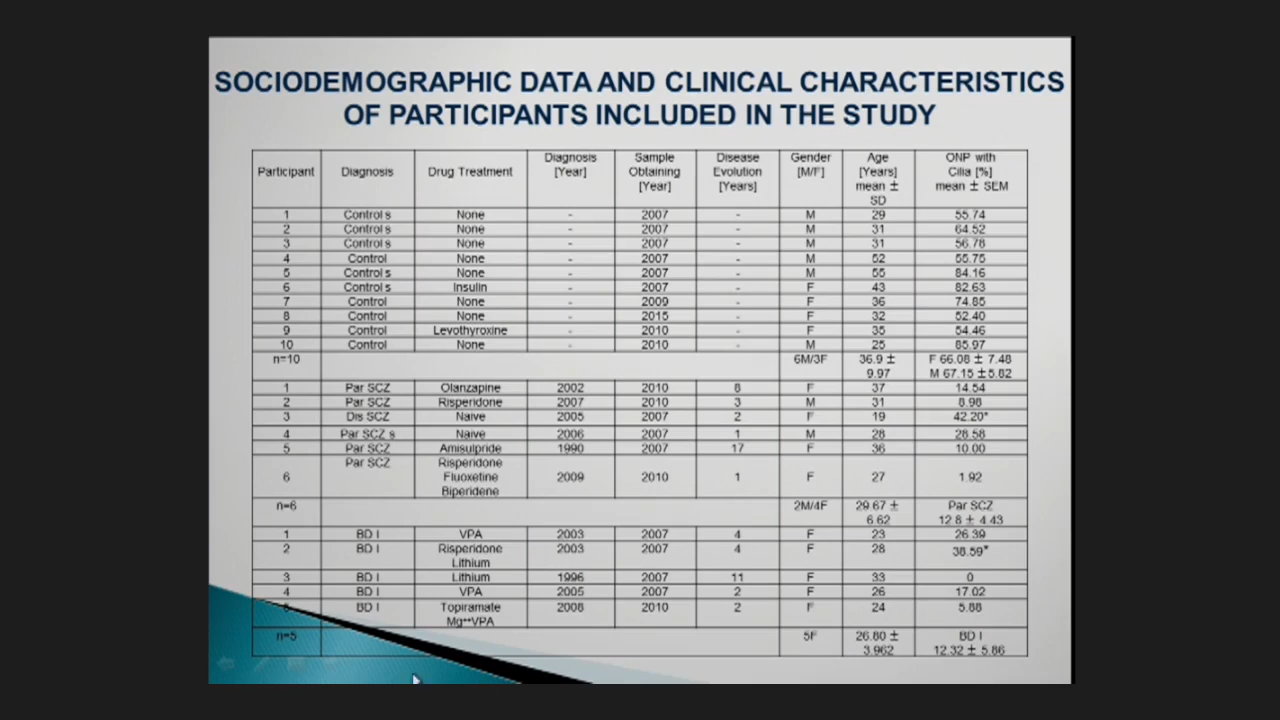 SOCIODEMOGRAPHIC DATA AND CLINICAL CHARACTERISTICS
OF PARTICIPANTS INCLUDED IN THE STUDY
Participant Diagnosis Drug Treatment Diagnosis [Year] Sample Obtaining [Year] Disease Evolution [Years] Gender [M/F] Age [Years] mean ± SD ONP with Cilia [%] mean ± SEM
1 Control s None - 2007 - M 29 55.74
2 Control s None - 2007 - M 31 64.52
3 Control s None - 2007 - M 31 56.78
4 Control None - 2007 - M 52 55.75
5 Control s None - 2007 - M 55 84.16
6 Control s Insulin - 2007 - F 43 82.63
7 Control None - 2009 - F 36 74.85
8 Control None - 2015 - F 32 52.40
9 Control Levothyroxine - 2010 - F 35 54.46
10 Control None - 2010 - M 25 85.97
n=10 6M/3F 36.9 ± 9.97 F 66.08 ± 7.48 M 67.15 ±5.82
1 Par SCZ Olanzapine 2002 2010 8 F 37 14.54
2 Par SCZ Risperidone 2007 2010 3 M 31 8.98
3 Dis SCZ Naive 2005 2007 2 F 19 42.20*
4 Par SCZ s Naive 2006 2007 1 M 28 28.58
5 Par SCZ Amisulpride 1990 2007 17 F 36 10.00
6 Par SCZ Risperidone Fluoxetine Biperidene 2009 2010 1 F 27 1.92
n=6 2M/4F 29.67 ± 6.62 Par SCZ 12.8 ± 4.43
1 BD I VPA 2003 2007 4 F 23 26.39
2 BD I Risperidone Lithium 2003 2007 4 F 28 38.59*
3 BD I Lithium 1996 2007 11 F 33 0
4 BD I VPA 2005 2007 2 F 26 17.02
5 BD I Topiramate Mg**VPA 2008 2010 2 F 24 5.88
n=5 5F 26.80 ± 3.962 BD I 12.32 ± 5.86